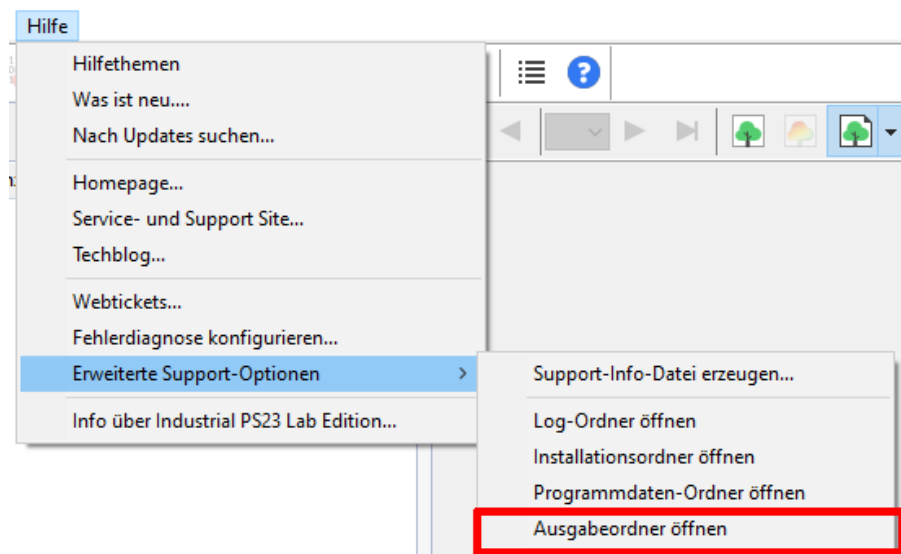 Hilfe
Hilfethemen
Was ist neu....
Nach Updates suchen...
Homepage...
Service- und Support Site...
Techblog...
Webtickets...
Fehlerdiagnose konfigurieren...
Erweiterte Support-Optionen
Info über Industrial PS23 Lab Edition...
Support-Info-Datei erzeugen...
Log-Ordner öffnen
Installationsordner öffnen
Programmdaten-Ordner öffnen
Ausgabeordner öffnen